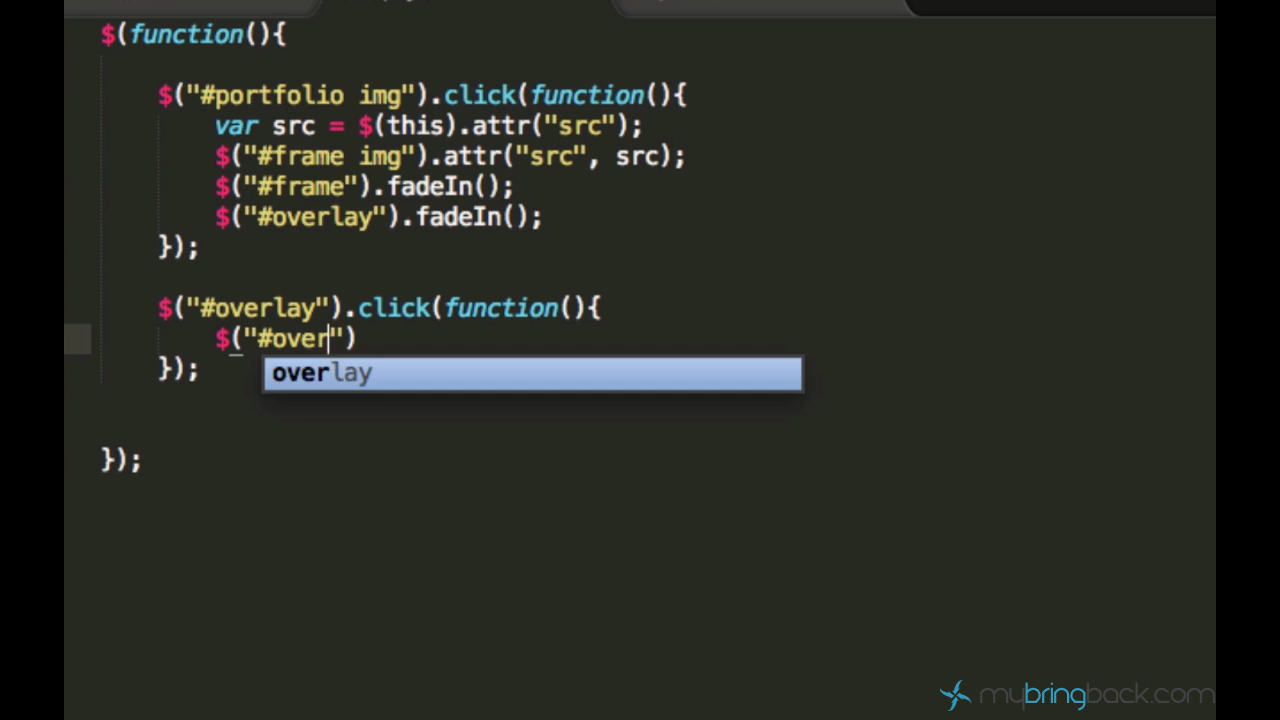 $(function(){
$("#portfolio img").click(function(){
var src = $(this).attr("src");
$("#frame img").attr("src", src);
$("#frame").fadeIn();
$("#overlay").fadeIn();
});
$("#overlay").click(function(){
$("#over")
overlay
});
});
mybringback.com